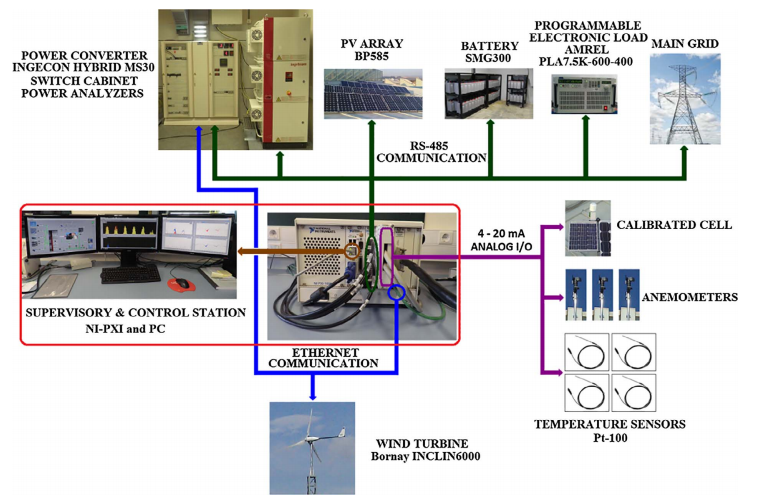 POWER CONVERTER
INGECON HYBRID MS30
SWITCH CABINET
POWER ANALYZERS
PV ARRAY
BP585
BATTERY
SMG300
PROGRAMMABLE
ELECTRONIC LOAD
AMREL
PLA7.5K-600-400
MAIN GRID
RS-485
COMMUNICATION
4 - 20 mA
ANALOG I/O
CALIBRATED CELL
ANEMOMETERS
SUPERVISORY & CONTROL STATION
NI-PXI and PC
ETHERNET
COMMUNICATION
TEMPERATURE SENSORS
Pt-100
WIND TURBINE
Bornay INCLIN6000